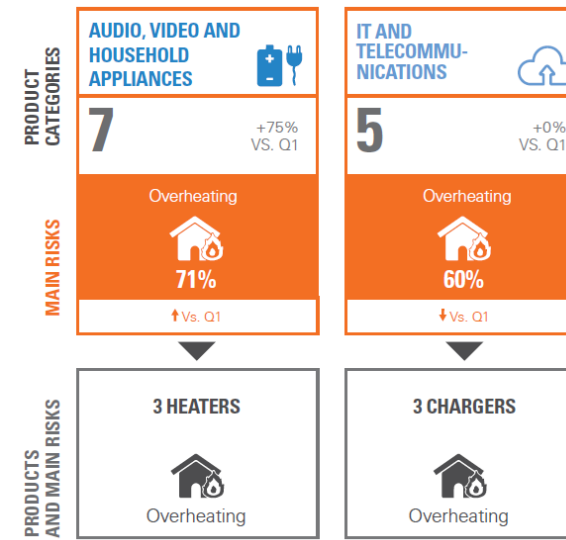 PRODUCT
CATEGORIES
AUDIO, VIDEO AND
HOUSEHOLD
APPLIANCES
7
+75%
VS. Q1
IT AND
TELECOMMU-
NICATIONS
5
+0%
VS. Q1
MAIN RISKS
Overheating
71%
Vs. Q1
Overheating
60%
Vs. Q1
PRODUCTS
AND MAIN RISKS
3 HEATERS
Overheating
3 CHARGERS
Overheating